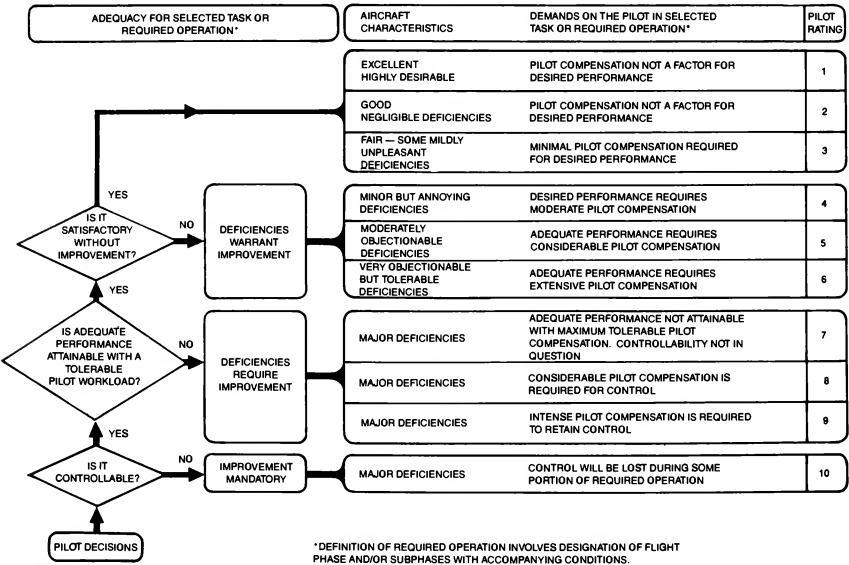 ADEQUACY FOR SELECTED TASK OR
REQUIRED OPERATION*
AIRCRAFT
CHARACTERISTICS
DEMANDS ON THE PILOT IN SELECTED
TASK OR REQUIRED OPERATION*
PILOT
RATING
EXCELLENT
HIGHLY DESIRABLE
PILOT COMPENSATION NOT A FACTOR FOR
DESIRED PERFORMANCE
1
GOOD
NEGLIGIBLE DEFICIENCIES
PILOT COMPENSATION NOT A FACTOR FOR
DESIRED PERFORMANCE
2
FAIR — SOME MILDLY
UNPLEASANT
DEFICIENCIES
MINIMAL PILOT COMPENSATION REQUIRED
FOR DESIRED PERFORMANCE
3
YES
IS IT
SATISFACTORY
WITHOUT
IMPROVEMENT?
NO
DEFICIENCIES
WARRANT
IMPROVEMENT
MINOR BUT ANNOYING
DEFICIENCIES
DESIRED PERFORMANCE REQUIRES
MODERATE PILOT COMPENSATION
4
MODERATELY
OBJECTIONABLE
DEFICIENCIES
ADEQUATE PERFORMANCE REQUIRES
CONSIDERABLE PILOT COMPENSATION
5
VERY OBJECTIONABLE
BUT TOLERABLE
DEFICIENCIES
ADEQUATE PERFORMANCE REQUIRES
EXTENSIVE PILOT COMPENSATION
6
YES
IS ADEQUATE
PERFORMANCE
ATTAINABLE WITH A
TOLERABLE
PILOT WORKLOAD?
NO
DEFICIENCIES
REQUIRE
IMPROVEMENT
MAJOR DEFICIENCIES
ADEQUATE PERFORMANCE NOT ATTAINABLE
WITH MAXIMUM TOLERABLE PILOT
COMPENSATION. CONTROLLABILITY NOT IN
QUESTION
7
MAJOR DEFICIENCIES
CONSIDERABLE PILOT COMPENSATION IS
REQUIRED FOR CONTROL
8
MAJOR DEFICIENCIES
INTENSE PILOT COMPENSATION IS REQUIRED
TO RETAIN CONTROL
9
YES
IS IT
CONTROLLABLE?
NO
IMPROVEMENT
MANDATORY
MAJOR DEFICIENCIES
CONTROL WILL BE LOST DURING SOME
PORTION OF REQUIRED OPERATION
10
PILOT DECISIONS
*DEFINITION OF REQUIRED OPERATION INVOLVES DESIGNATION OF FLIGHT
PHASE AND/OR SUBPHASES WITH ACCOMPANYING CONDITIONS.